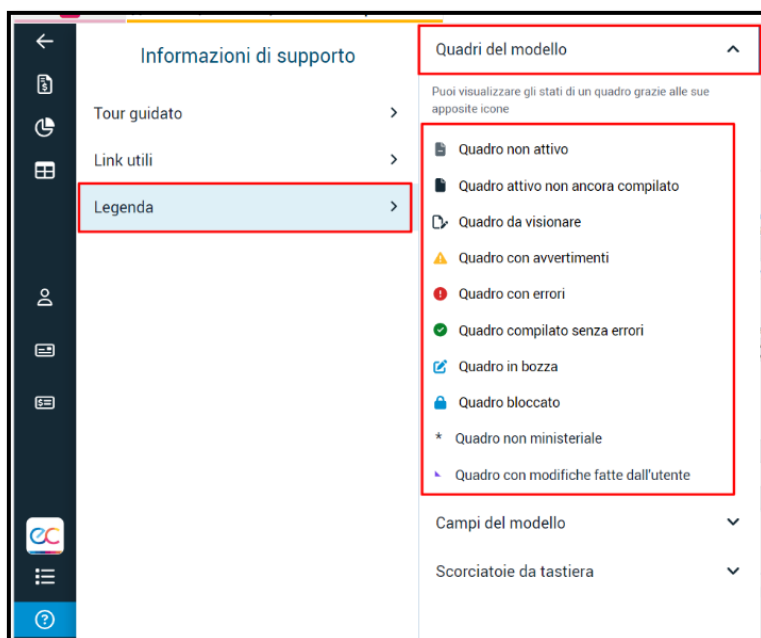 Informazioni di supporto
Tour guidato
Link utili
Legenda
Quadri del modello
Puoi visualizzare gli stati di un quadro grazie alle sue
apposite icone
Quadro non attivo
Quadro attivo non ancora compilato
Quadro da visionare
Quadro con avvertimenti
Quadro con errori
Quadro compilato senza errori
Quadro in bozza
Quadro bloccato
* Quadro non ministeriale
Quadro con modifiche fatte dall'utente
Campi del modello
Scorciatoie da tastiera
ec